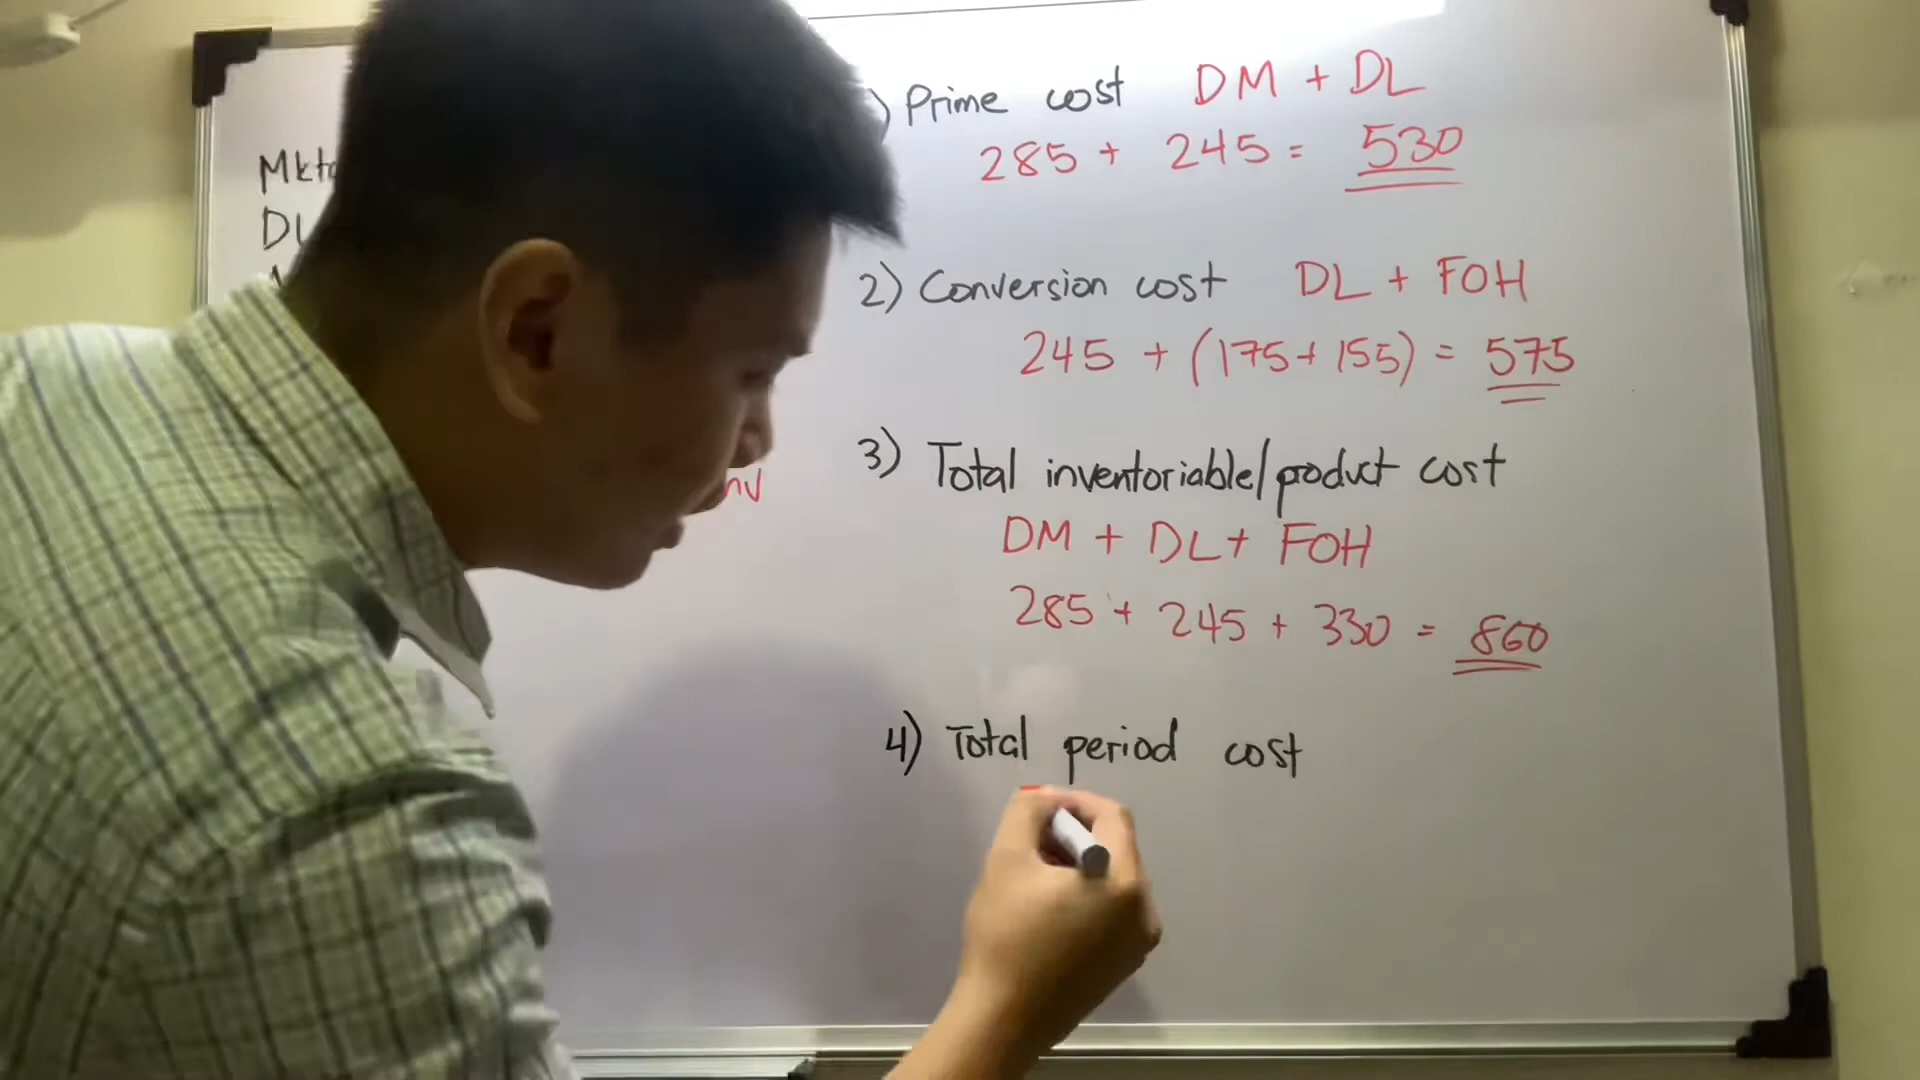 ) Prime cost DM + DL
285 + 245 = 530
2) Conversion cost DL + FOH
245 + (175 + 155) = 575
3) Total inventoriable/product cost
DM + DL + FOH
285 + 245 + 330 = 860
4) Total period cost
DL